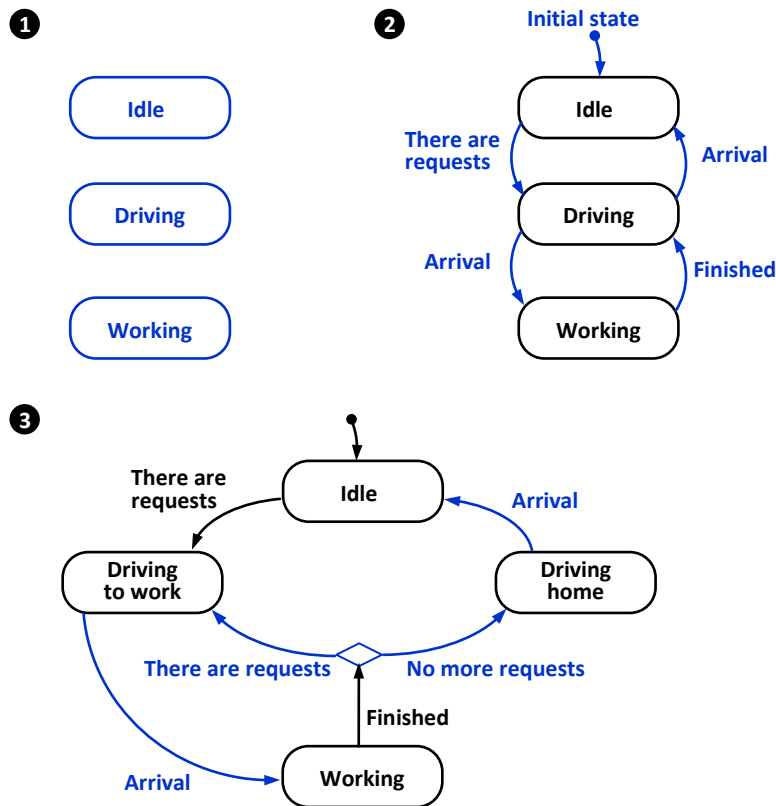 1
Idle
Driving
Working
2
Initial state
Idle
There are
requests
Arrival
Driving
Arrival
Finished
Working
3
There are
requests
Idle
Arrival
Driving
to work
Driving
home
There are requests
No more requests
Finished
Arrival
Working